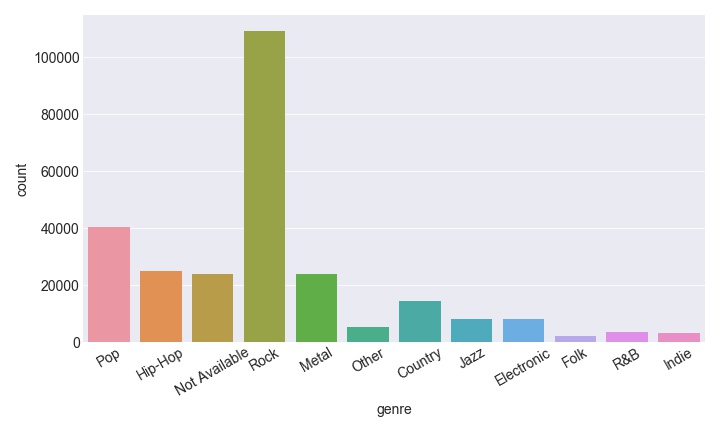 100000
80000
60000
40000
20000
0
count
Pop
Hip-Hop
Not Available
Rock
Metal
Other
Country
Jazz
Electronic
Folk
R&B
Indie
genre